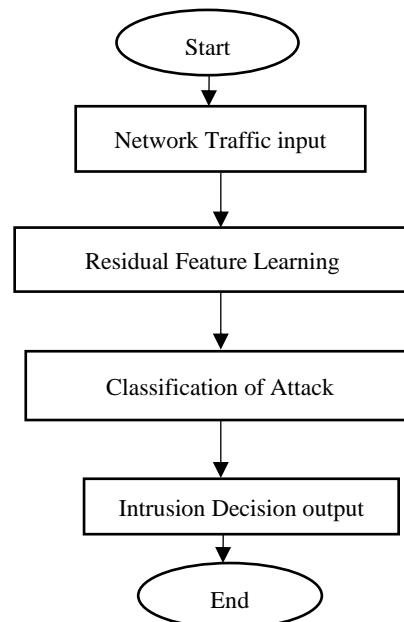 Start
Network Traffic input
Residual Feature Learning
Classification of Attack
Intrusion Decision output
End